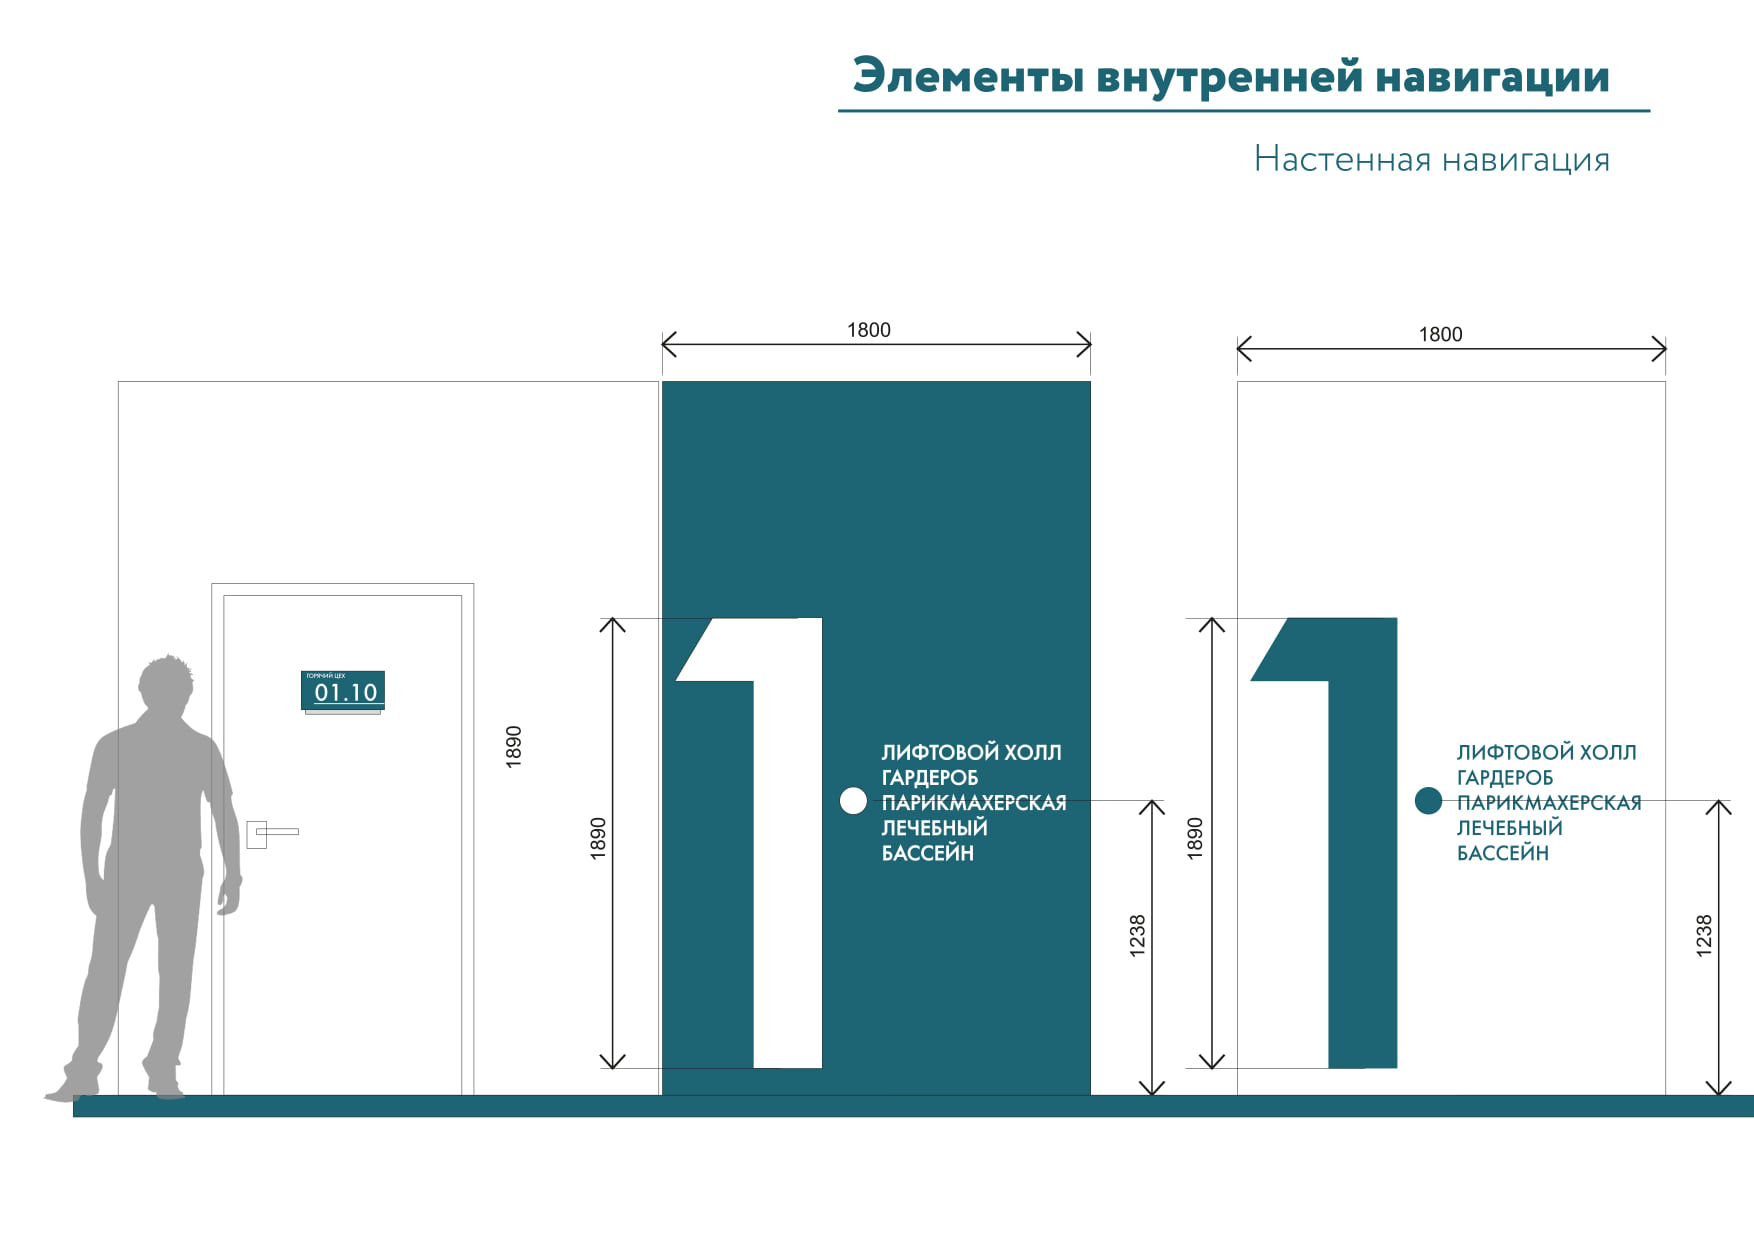 Элементы внутренней навигации
Настенная навигация
1800
1800
ГОРЯЧИЙ ЦЕХ
01.10
1890
1890
1
ЛИФТОВОЙ ХОЛЛ
ГАРДЕРОБ
ПАРИКМАХЕРСКАЯ
ЛЕЧЕБНЫЙ
БАССЕЙН
1238
1890
1
ЛИФТОВОЙ ХОЛЛ
ГАРДЕРОБ
ПАРИКМАХЕРСКАЯ
ЛЕЧЕБНЫЙ
БАССЕЙН
1238